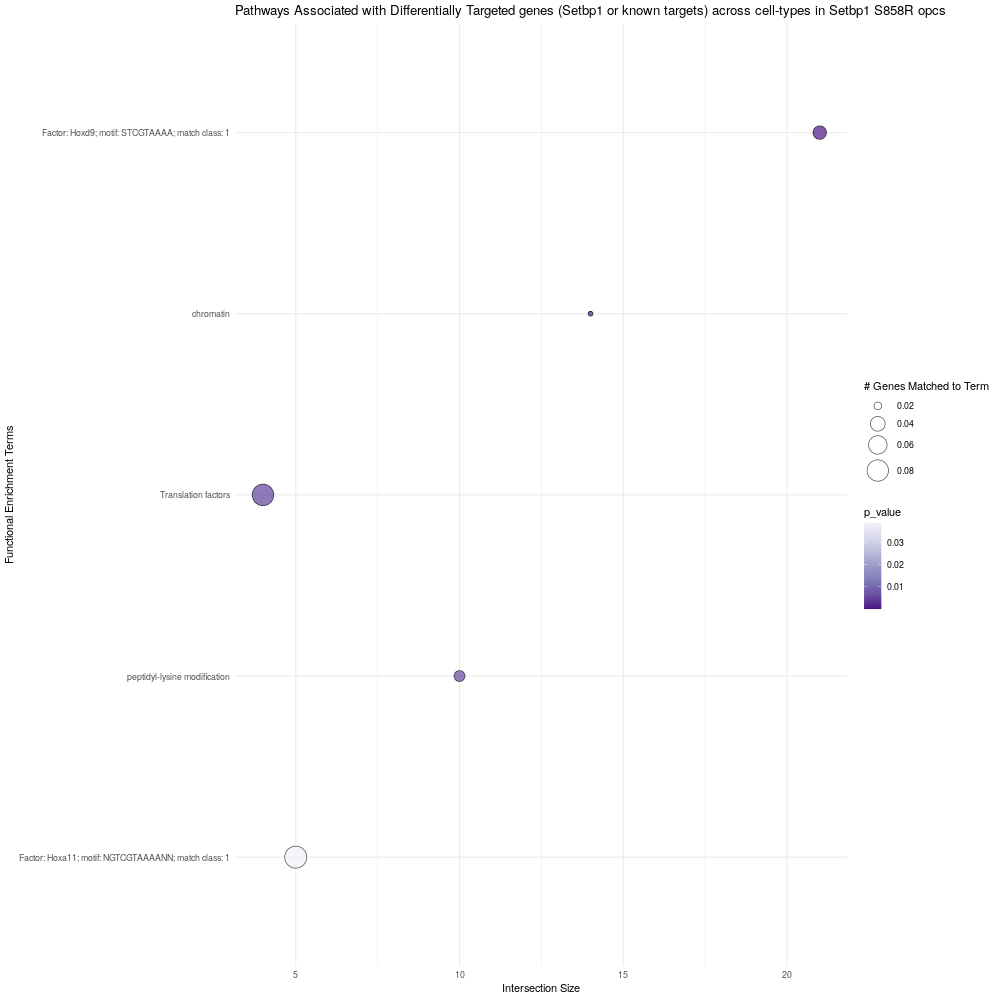 Pathways Associated with Differentially Targeted genes (Setbp1 or known targets) across cell-types in Setbp1 S858R opcs
Functional Enrichment Terms
Factor: Hoxd9; motif: STCGTAAAA; match class: 1
chromatin
Translation factors
peptidyl-lysine modification
Factor: Hoxa11; motif: NGTCGTAAAANN; match class: 1
5
10
15
20
Intersection Size
# Genes Matched to Term
0.02
0.04
0.06
0.08
p_value
0.03
0.02
0.01